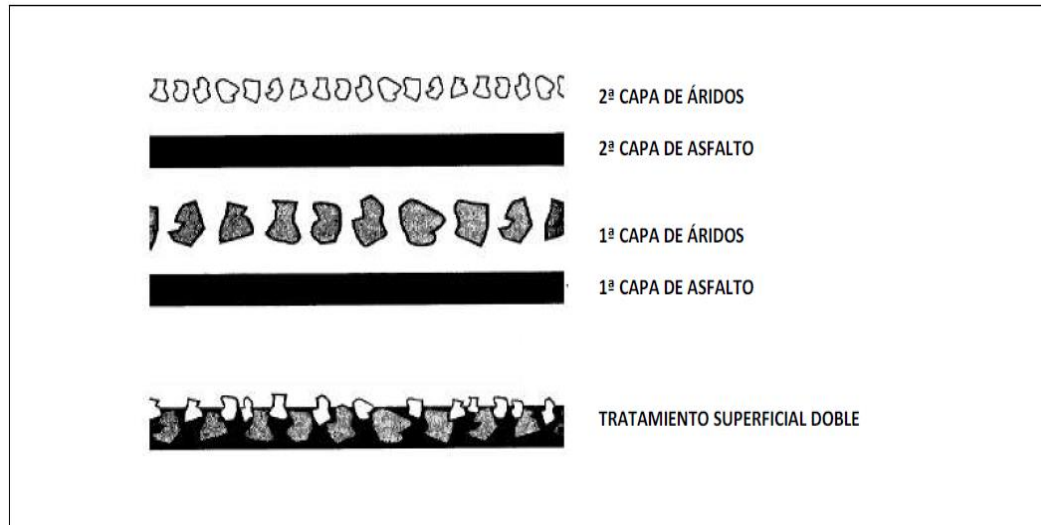 2ª CAPA DE ÁRIDOS
2ª CAPA DE ASFALTO
1ª CAPA DE ÁRIDOS
1ª CAPA DE ASFALTO
TRATAMIENTO SUPERFICIAL DOBLE